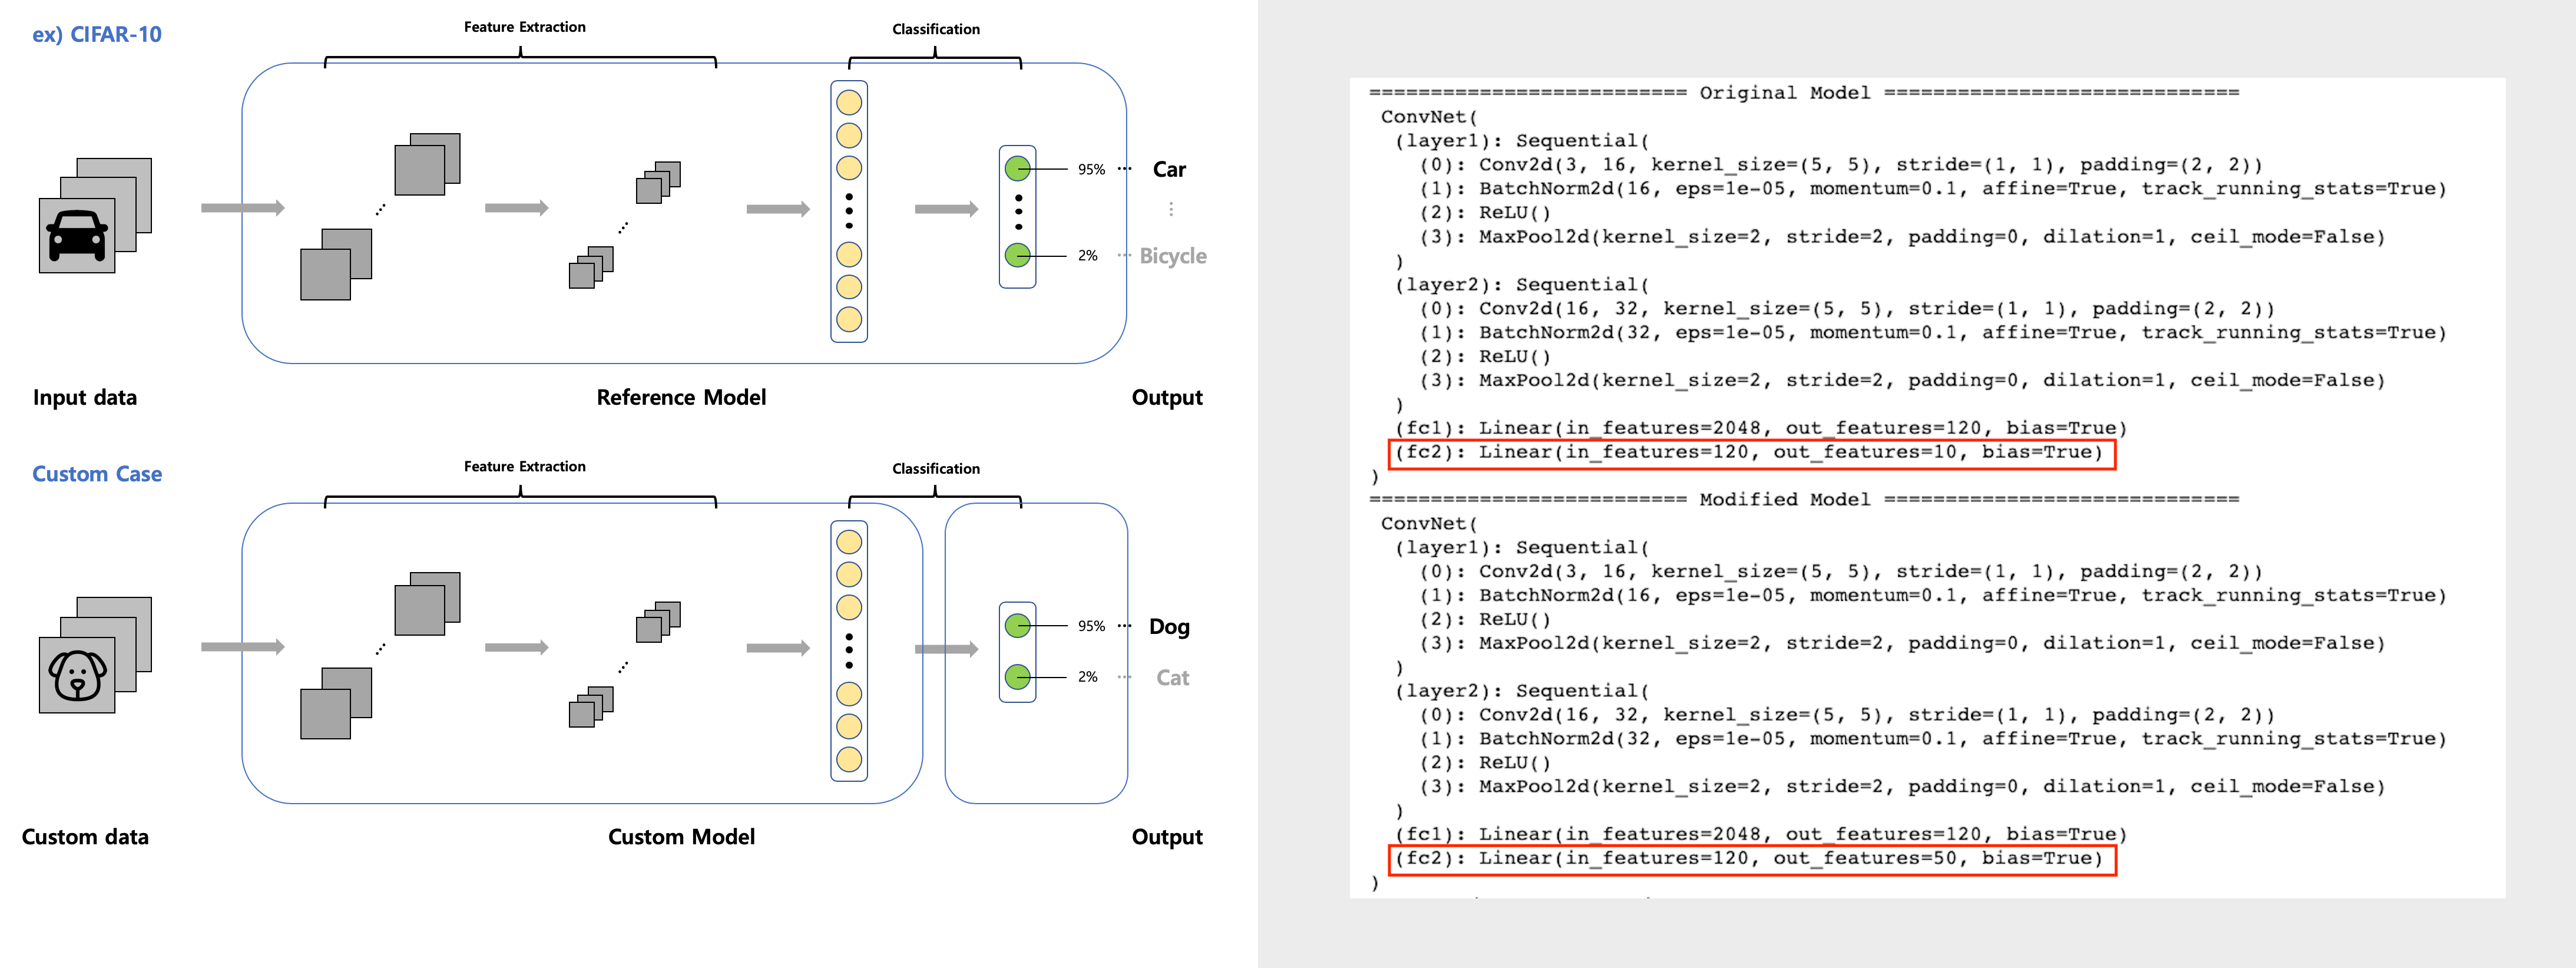 ex) CIFAR-10
Feature Extraction
Classification
95% ··· Car
2% ··· Bicycle
Input data
Reference Model
Output
Custom Case
Feature Extraction
Classification
95% ··· Dog
2% ··· Cat
Custom data
Custom Model
Output
========================== Original Model =============================
ConvNet(
(layer1): Sequential(
(0): Conv2d(3, 16, kernel_size=(5, 5), stride=(1, 1), padding=(2, 2))
(1): BatchNorm2d(16, eps=1e-05, momentum=0.1, affine=True, track_running_stats=True)
(2): ReLU()
(3): MaxPool2d(kernel_size=2, stride=2, padding=0, dilation=1, ceil_mode=False)
)
(layer2): Sequential(
(0): Conv2d(16, 32, kernel_size=(5, 5), stride=(1, 1), padding=(2, 2))
(1): BatchNorm2d(32, eps=1e-05, momentum=0.1, affine=True, track_running_stats=True)
(2): ReLU()
(3): MaxPool2d(kernel_size=2, stride=2, padding=0, dilation=1, ceil_mode=False)
)
(fc1): Linear(in_features=2048, out_features=120, bias=True)
(fc2): Linear(in_features=120, out_features=10, bias=True)
)
========================== Modified Model =============================
ConvNet(
(layer1): Sequential(
(0): Conv2d(3, 16, kernel_size=(5, 5), stride=(1, 1), padding=(2, 2))
(1): BatchNorm2d(16, eps=1e-05, momentum=0.1, affine=True, track_running_stats=True)
(2): ReLU()
(3): MaxPool2d(kernel_size=2, stride=2, padding=0, dilation=1, ceil_mode=False)
)
(layer2): Sequential(
(0): Conv2d(16, 32, kernel_size=(5, 5), stride=(1, 1), padding=(2, 2))
(1): BatchNorm2d(32, eps=1e-05, momentum=0.1, affine=True, track_running_stats=True)
(2): ReLU()
(3): MaxPool2d(kernel_size=2, stride=2, padding=0, dilation=1, ceil_mode=False)
)
(fc1): Linear(in_features=2048, out_features=120, bias=True)
(fc2): Linear(in_features=120, out_features=50, bias=True)
)